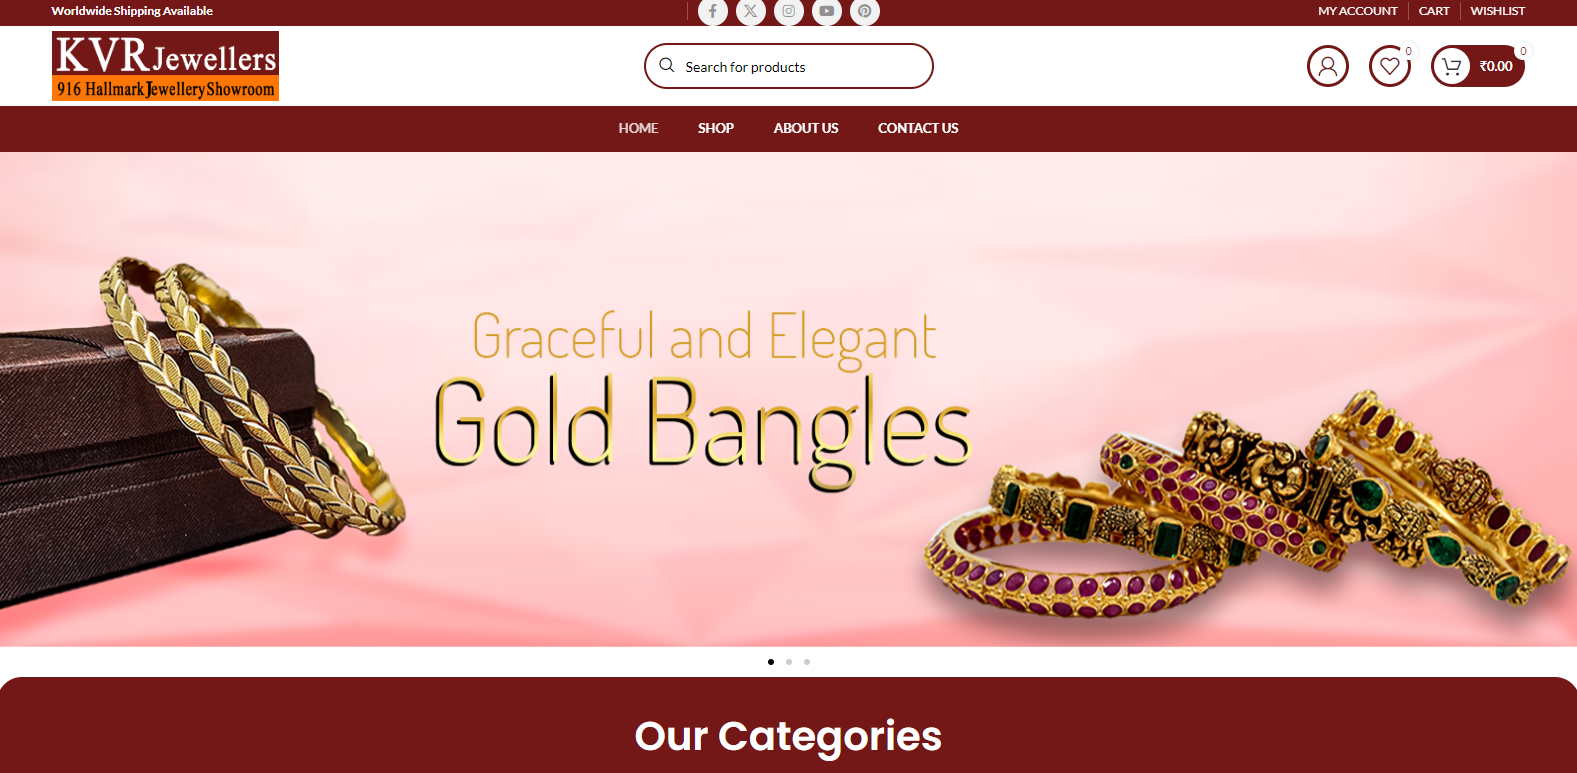 Worldwide Shipping Available
MY ACCOUNT
CART
WISHLIST
KVR Jewellers
916 Hallmark Jewellery Showroom
Search for products
0
0
₹0.00
HOME
SHOP
ABOUT US
CONTACT US
Graceful and Elegant
Gold Bangles
Our Categories